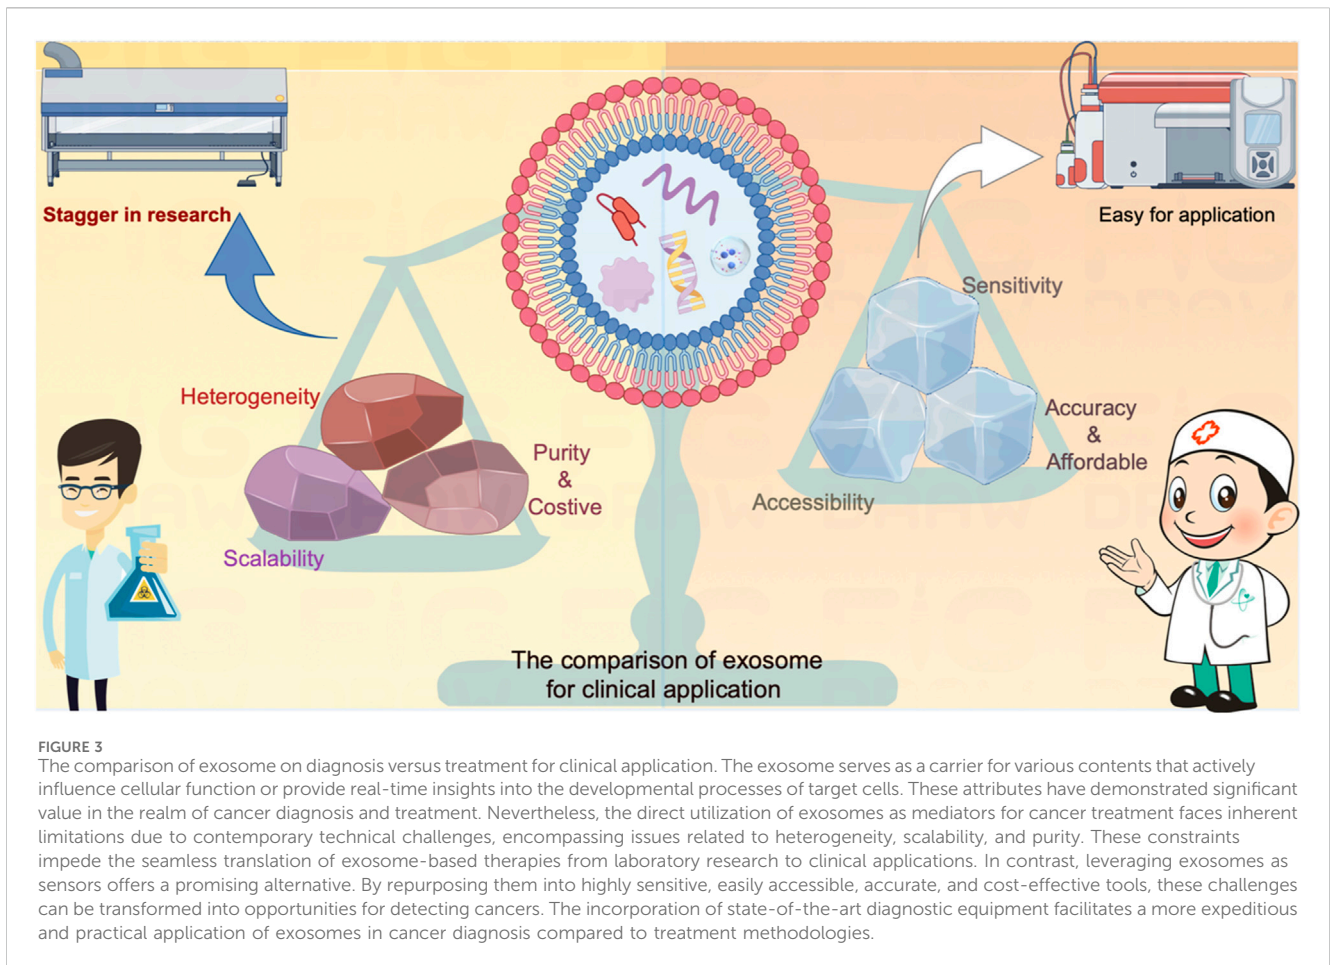 Stagger in research
Easy for application
Sensitivity
Heterogeneity
Accuracy
&
Affordable
Purity
&
Costive
Accessibility
Scalability
The comparison of exosome
for clinical application
FIGURE 3
The comparison of exosome on diagnosis versus treatment for clinical application. The exosome serves as a carrier for various contents that actively
influence cellular function or provide real-time insights into the developmental processes of target cells. These attributes have demonstrated significant
value in the realm of cancer diagnosis and treatment. Nevertheless, the direct utilization of exosomes as mediators for cancer treatment faces inherent
limitations due to contemporary technical challenges, encompassing issues related to heterogeneity, scalability, and purity. These constraints
impede the seamless translation of exosome-based therapies from laboratory research to clinical applications. In contrast, leveraging exosomes as
sensors offers a promising alternative. By repurposing them into highly sensitive, easily accessible, accurate, and cost-effective tools, these challenges
can be transformed into opportunities for detecting cancers. The incorporation of state-of-the-art diagnostic equipment facilitates a more expeditious
and practical application of exosomes in cancer diagnosis compared to treatment methodologies.